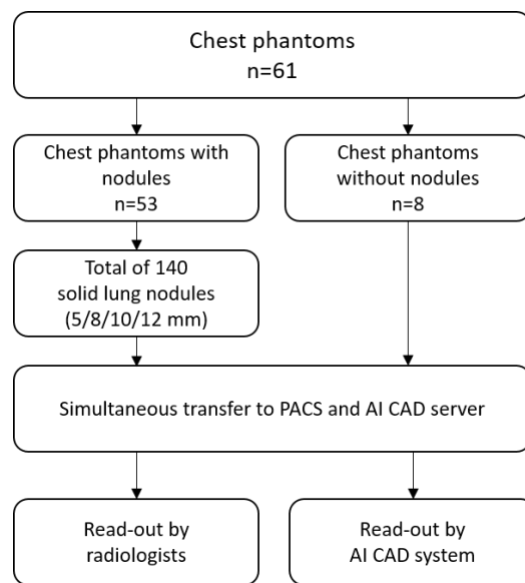 Chest phantoms
n=61
Chest phantoms with
nodules
n=53
Chest phantoms
without nodules
n=8
Total of 140
solid lung nodules
(5/8/10/12 mm)
Simultaneous transfer to PACS and AI CAD server
Read-out by
radiologists
Read-out by
AI CAD system